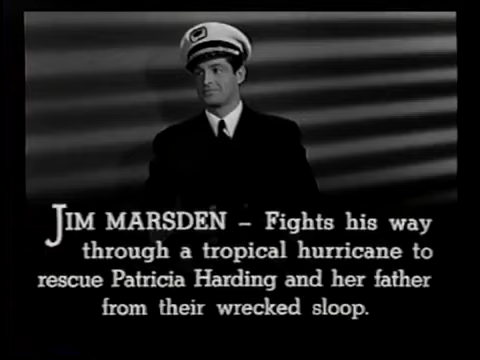 JIM MARSDEN – Fights his way
through a tropical hurricane to
rescue Patricia Harding and her father
from their wrecked sloop.